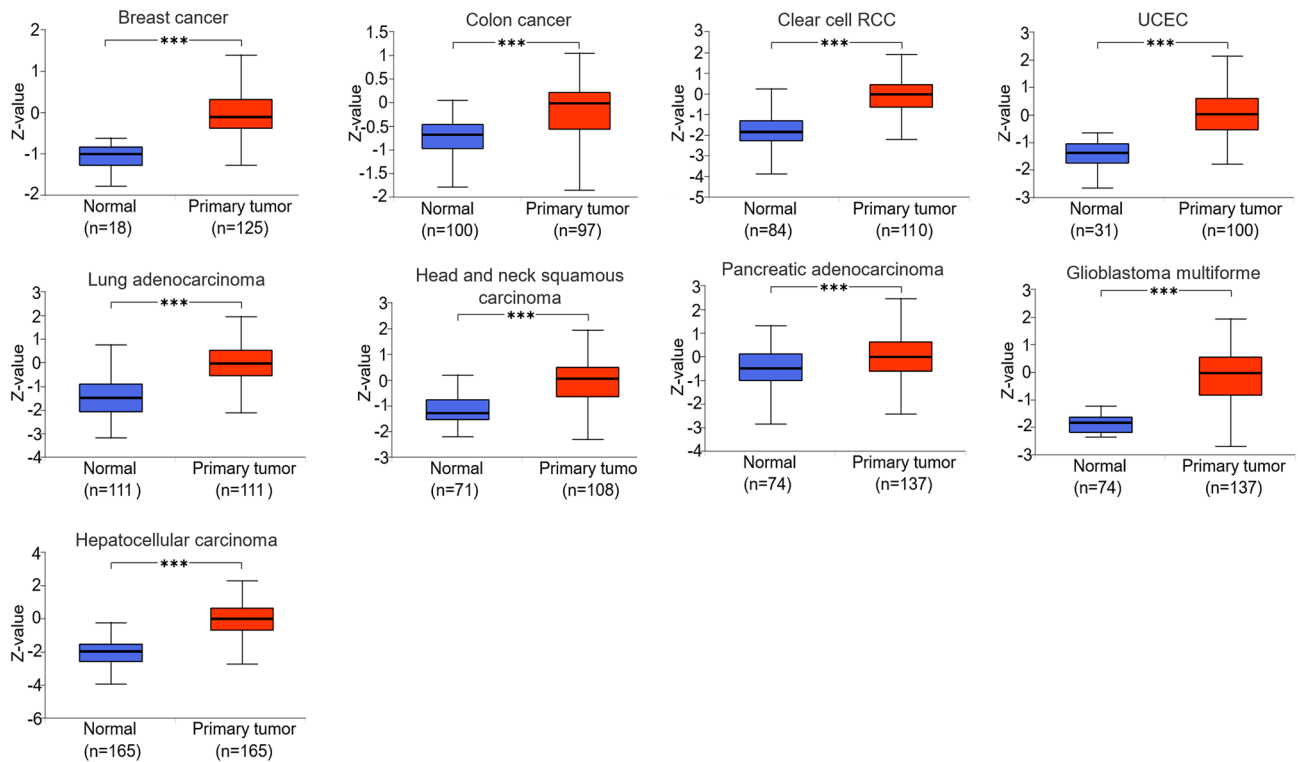 Breast cancer
2
1
0
-1
-2
Z-value
***
Normal
(n=18)
Primary tumor
(n=125)
Colon cancer
1.5
1
0.5
0
-0.5
-1
-1.5
-2
Z-value
***
Normal
(n=100)
Primary tumor
(n=97)
Clear cell RCC
3
2
1
0
-1
-2
-3
-4
-5
Z-value
***
Normal
(n=84)
Primary tumor
(n=110)
UCEC
3
2
1
0
-1
-2
-3
Z-value
***
Normal
(n=31)
Primary tumor
(n=100)
Lung adenocarcinoma
3
2
1
0
-1
-2
-3
-4
Z-value
***
Normal
(n=111)
Primary tumor
(n=111)
Head and neck squamous
carcinoma
3
2
1
0
-1
-2
-3
Z-value
***
Normal
(n=71)
Primary tumo
(n=108)
Pancreatic adenocarcinoma
3
2
1
0
-1
-2
-3
-4
Z-value
***
Normal
(n=74)
Primary tumor
(n=137)
Glioblastoma multiforme
3
2
1
0
-1
-2
-3
Z-value
***
Normal
(n=74)
Primary tumor
(n=137)
Hepatocellular carcinoma
4
2
0
-2
-4
-6
Z-value
***
Normal
(n=165)
Primary tumor
(n=165)